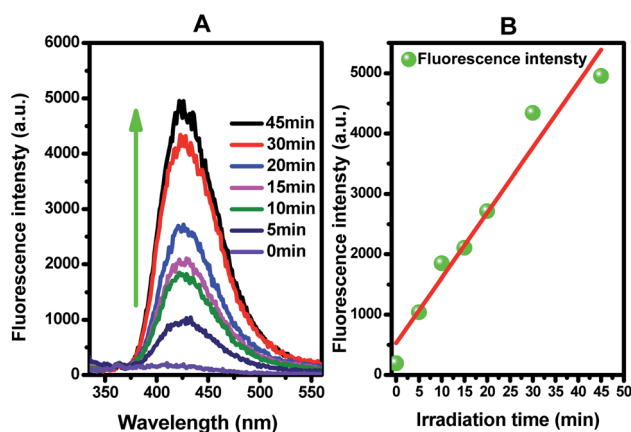 A
Fluorescence intensty (a.u.)
6000
5000
4000
3000
2000
1000
0
45min
30min
20min
15min
10min
5min
0min
350 400 450 500 550
Wavelength (nm)
B
Fluorescence intensty (a.u.)
Fluorescence intensty
5000
4000
3000
2000
1000
0
0 5 10 15 20 25 30 35 40 45 50
Irradiation time (min)